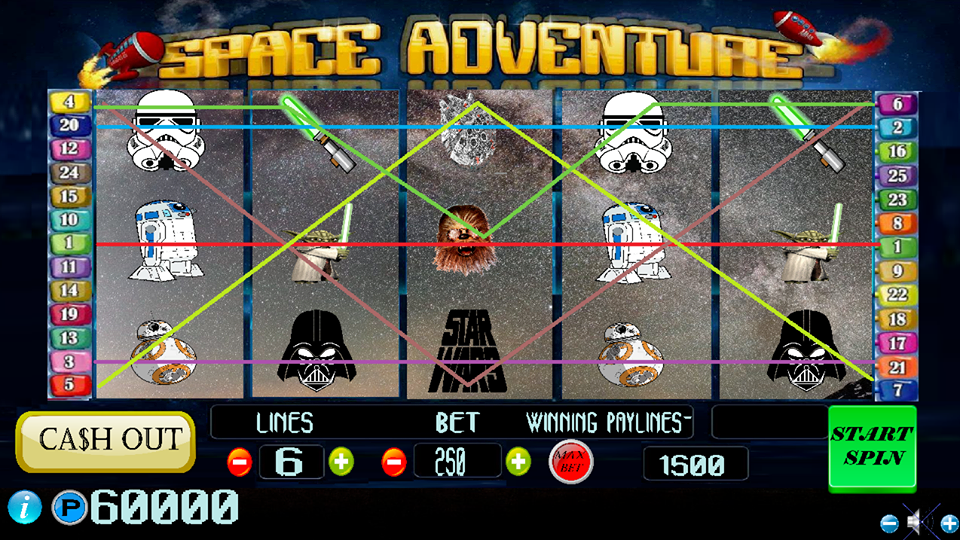 SPACE ADVENTURE
4 6
20 2
12 16
24 25
15 23
10 8
1 1
11 9
14 22
19 18
13 17
3 21
5 7
STAR
WARS
CA$H OUT
LINES BET WINNING PAYLINES-
6 250 MAX BET 1500
START
SPIN
i P 60000